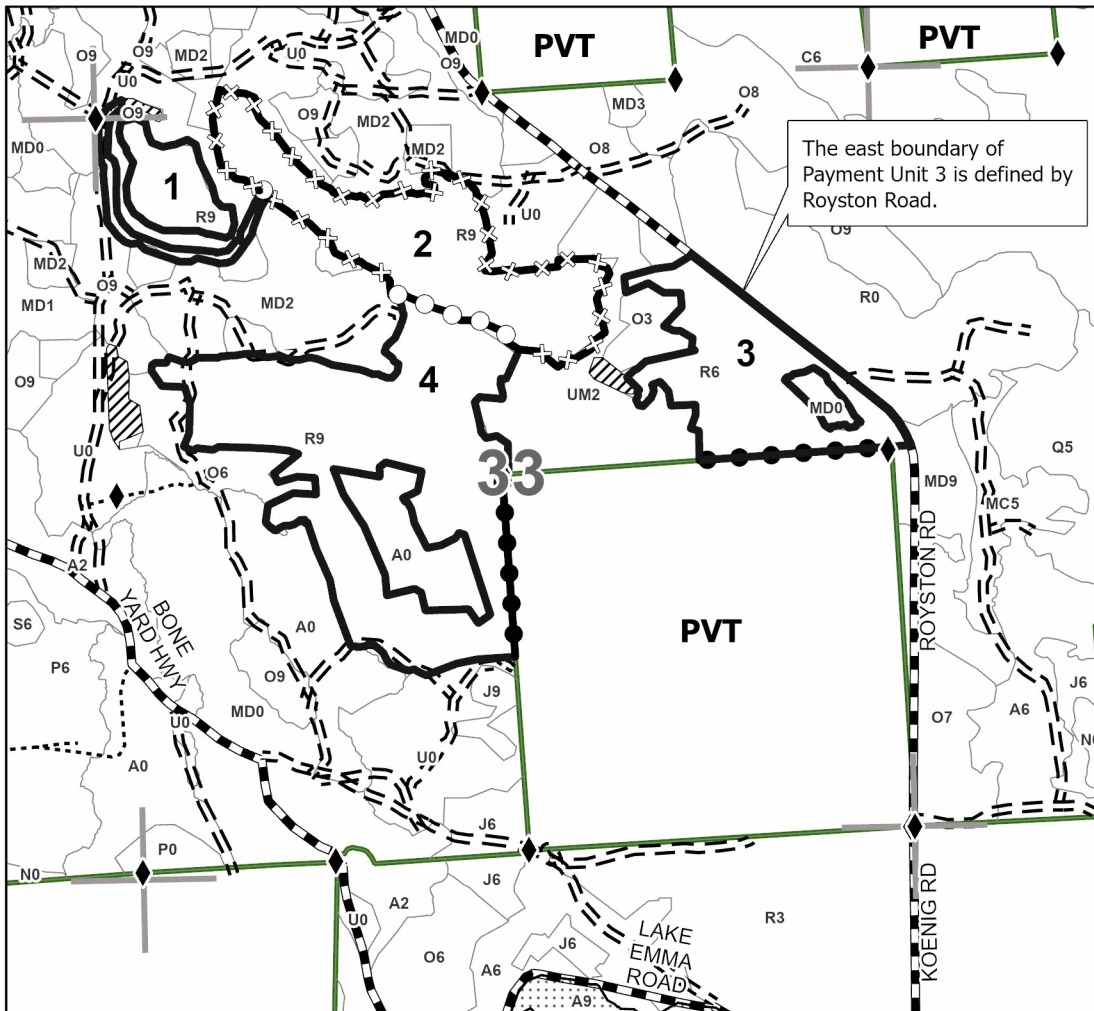 PVT
PVT
MD0
O9
O9
O9
MD2
U0
U0
C6
O9
O9
MD2
MD3
O8
O8
MD0
MD2
The east boundary of
Payment Unit 3 is defined by
Royston Road.
1
R9
2
R9
U0
O9
MD2
MD1
O9
MD2
R0
O3
3
R6
4
UM2
MD0
O9
R9
U0
O6
33
Q5
MD9
MC5
A0
A2
ROYSTON RD
BONE
YARD HWY
S6
P6
A0
PVT
O9
MD0
J9
U0
A0
U0
O7
A6
J6
J6
P0
N0
J6
U0
A2
O6
A6
J6
A9
LAKE
EMMA
ROAD
R3
KOENIG RD